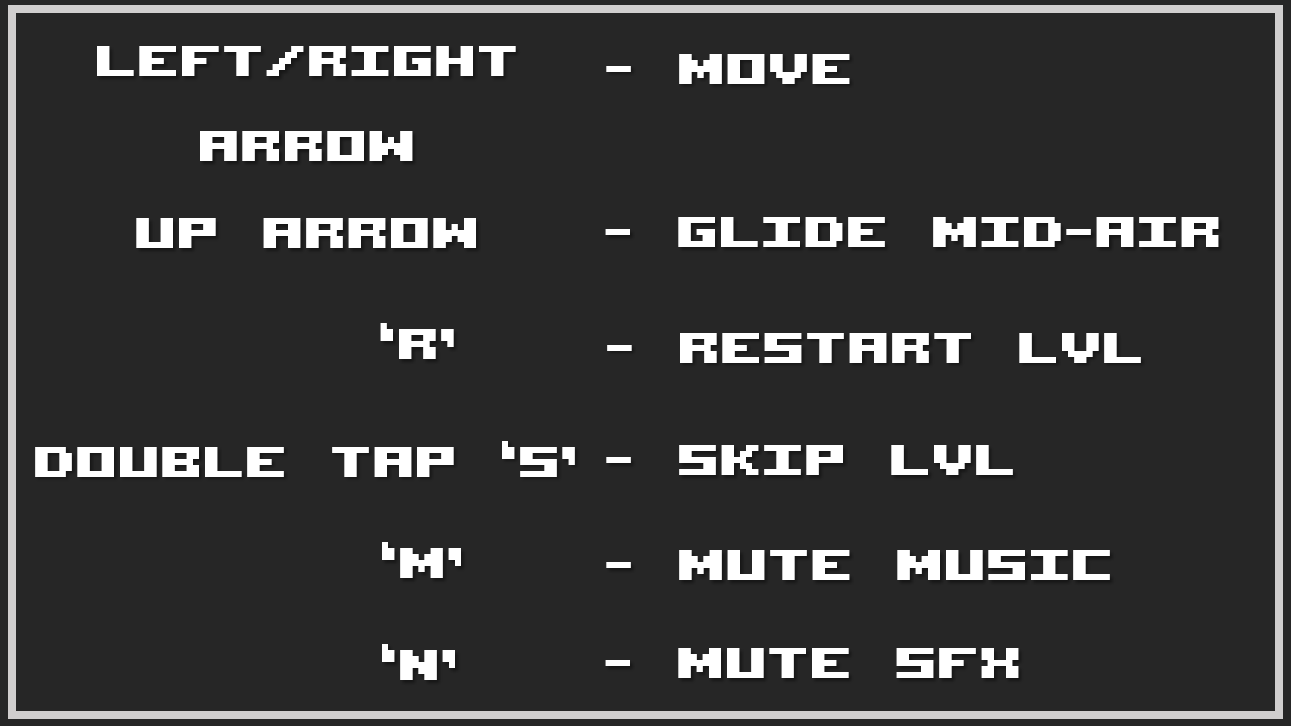 LEFT/RIGHT - MOVE
ARROW
UP ARROW - GLIDE MID-AIR
'R' - RESTART LVL
DOUBLE TAP 'S' - SKIP LVL
'M' - MUTE MUSIC
'N' - MUTE SFX